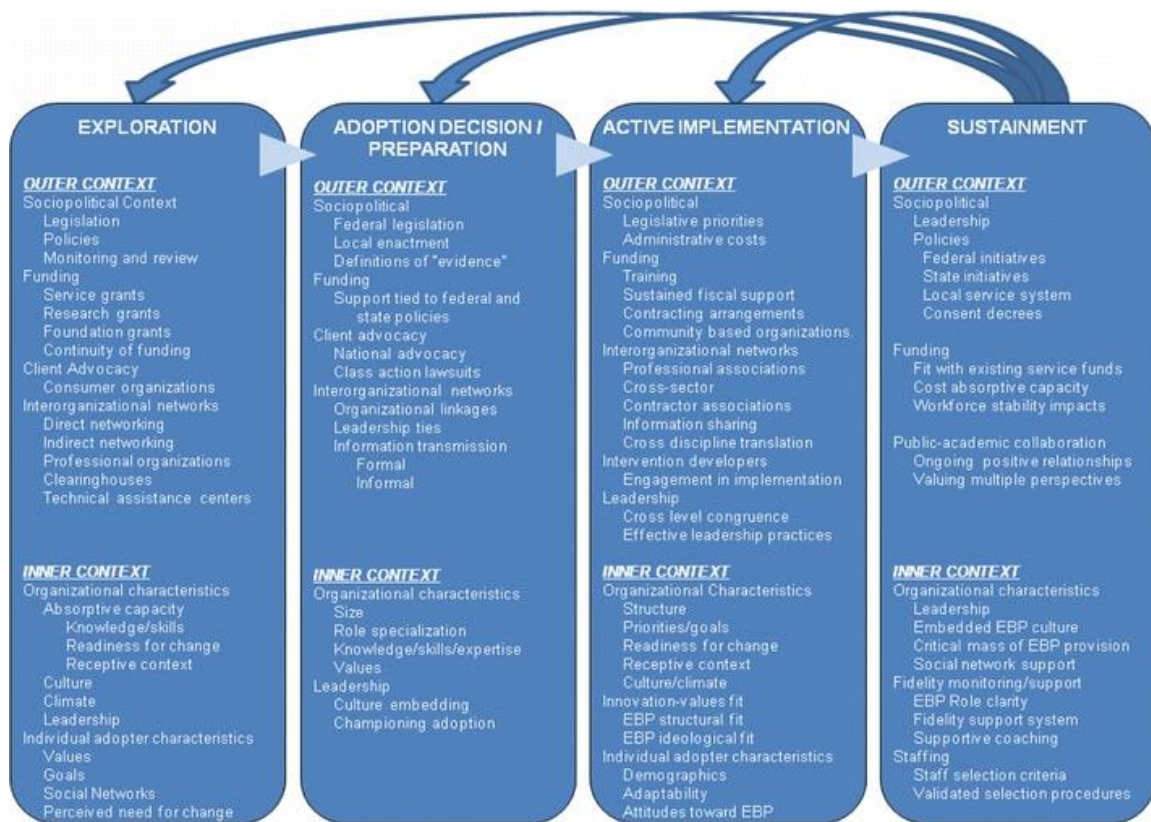 EXPLORATION
OUTER CONTEXT
Sociopolitical Context
Legislation
Policies
Monitoring and review
Funding
Service grants
Research grants
Foundation grants
Continuity of funding
Client Advocacy
Consumer organizations
Interorganizational networks
Direct networking
Indirect networking
Professional organizations
Clearinghouses
Technical assistance centers
INNER CONTEXT
Organizational characteristics
Absorptive capacity
Knowledge/skills
Readiness for change
Receptive context
Culture
Climate
Leadership
Individual adopter characteristics
Values
Goals
Social Networks
Perceived need for change
ADOPTION DECISION /
PREPARATION
OUTER CONTEXT
Sociopolitical
Federal legislation
Local enactment
Definitions of "evidence"
Funding
Support tied to federal and
state policies
Client advocacy
National advocacy
Class action lawsuits
Interorganizational networks
Organizational linkages
Leadership ties
Information transmission
Formal
Informal
INNER CONTEXT
Organizational characteristics
Size
Role specialization
Knowledge/skills/expertise
Values
Leadership
Culture embedding
Championing adoption
ACTIVE IMPLEMENTATION
OUTER CONTEXT
Sociopolitical
Legislative priorities
Administrative costs
Funding
Training
Sustained fiscal support
Contracting arrangements
Community based organizations.
Interorganizational networks
Professional associations
Cross-sector
Contractor associations
Information sharing
Cross discipline translation
Intervention developers
Engagement in implementation
Leadership
Cross level congruence
Effective leadership practices
INNER CONTEXT
Organizational Characteristics
Structure
Priorities/goals
Readiness for change
Receptive context
Culture/climate
Innovation-values fit
EBP structural fit
EBP ideological fit
Individual adopter characteristics
Demographics
Adaptability
Attitudes toward EBP
SUSTAINMENT
OUTER CONTEXT
Sociopolitical
Leadership
Policies
Federal initiatives
State initiatives
Local service system
Consent decrees
Funding
Fit with existing service funds
Cost absorptive capacity
Workforce stability impacts
Public-academic collaboration
Ongoing positive relationships
Valuing multiple perspectives
INNER CONTEXT
Organizational characteristics
Leadership
Embedded EBP culture
Critical mass of EBP provision
Social network support
Fidelity monitoring/support
EBP Role clarity
Fidelity support system
Supportive coaching
Staffing
Staff selection criteria
Validated selection procedures